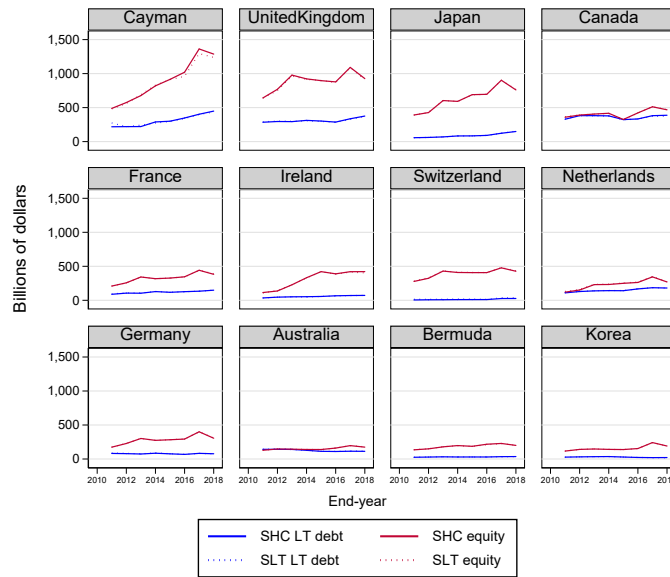 Cayman UnitedKingdom Japan Canada
1,500
1,000
500
0
France Ireland Switzerland Netherlands
1,500
1,000
500
0
Germany Australia Bermuda Korea
1,500
1,000
500
0
2010 2012 2014 2016 2018 2010 2012 2014 2016 2018 2010 2012 2014 2016 2018 2010 2012 2014 2016
Billions of dollars
End-year
SHC LT debt SHC equity
SLT LT debt SLT equity